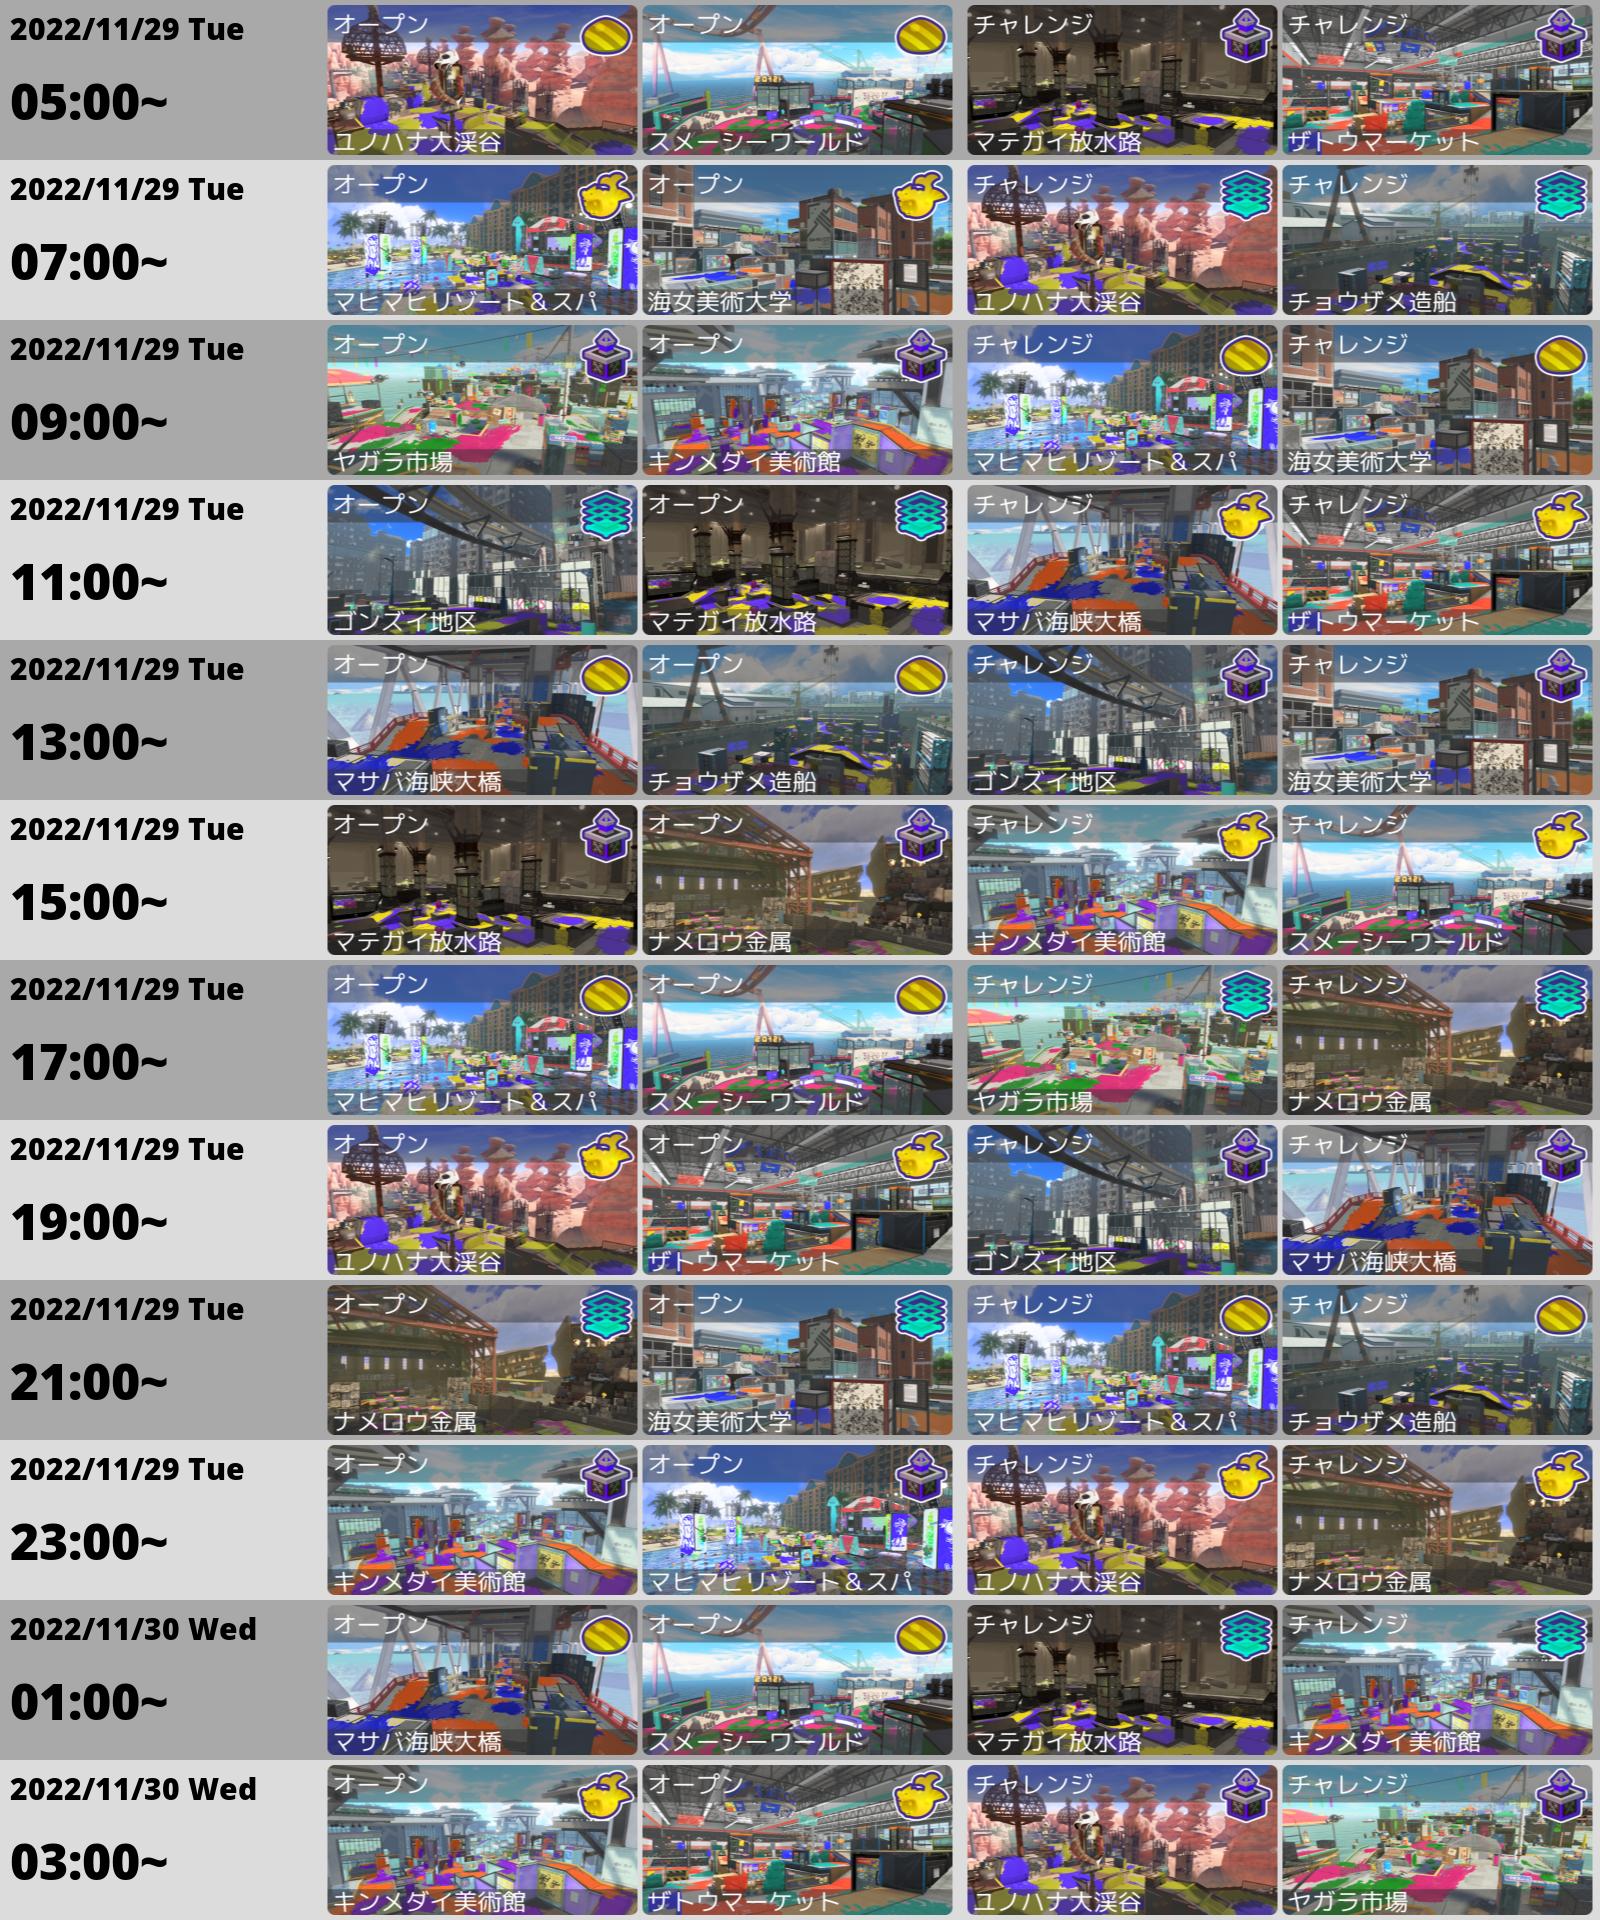 2022/11/29 Tue
05:00~
オープン
オープン
チャレンジ
チャレンジ
ユノハナ大渓谷
スメーシーワールド
マテガイ放水路
ザトウマーケット
2022/11/29 Tue
07:00~
オープン
オープン
チャレンジ
チャレンジ
マヒマヒリゾート＆スパ
海女美術大学
ユノハナ大渓谷
チョウザメ造船
2022/11/29 Tue
09:00~
オープン
オープン
チャレンジ
チャレンジ
ヤガラ市場
キンメダイ美術館
マヒマヒリゾート＆スパ
海女美術大学
2022/11/29 Tue
11:00~
オープン
オープン
チャレンジ
チャレンジ
ゴンズイ地区
マテガイ放水路
マサバ海峡大橋
ザトウマーケット
2022/11/29 Tue
13:00~
オープン
オープン
チャレンジ
チャレンジ
マサバ海峡大橋
チョウザメ造船
ゴンズイ地区
海女美術大学
2022/11/29 Tue
15:00~
オープン
オープン
チャレンジ
チャレンジ
マテガイ放水路
ナメロウ金属
キンメダイ美術館
スメーシーワールド
2022/11/29 Tue
17:00~
オープン
オープン
チャレンジ
チャレンジ
マヒマヒリゾート＆スパ
スメーシーワールド
ヤガラ市場
ナメロウ金属
2022/11/29 Tue
19:00~
オープン
オープン
チャレンジ
チャレンジ
ユノハナ大渓谷
ザトウマーケット
ゴンズイ地区
マサバ海峡大橋
2022/11/29 Tue
21:00~
オープン
オープン
チャレンジ
チャレンジ
ナメロウ金属
海女美術大学
マヒマヒリゾート＆スパ
チョウザメ造船
2022/11/29 Tue
23:00~
オープン
オープン
チャレンジ
チャレンジ
キンメダイ美術館
マヒマヒリゾート＆スパ
ユノハナ大渓谷
ナメロウ金属
2022/11/30 Wed
01:00~
オープン
オープン
チャレンジ
チャレンジ
マサバ海峡大橋
スメーシーワールド
マテガイ放水路
キンメダイ美術館
2022/11/30 Wed
03:00~
オープン
オープン
チャレンジ
チャレンジ
キンメダイ美術館
ザトウマーケット
ユノハナ大渓谷
ヤガラ市場